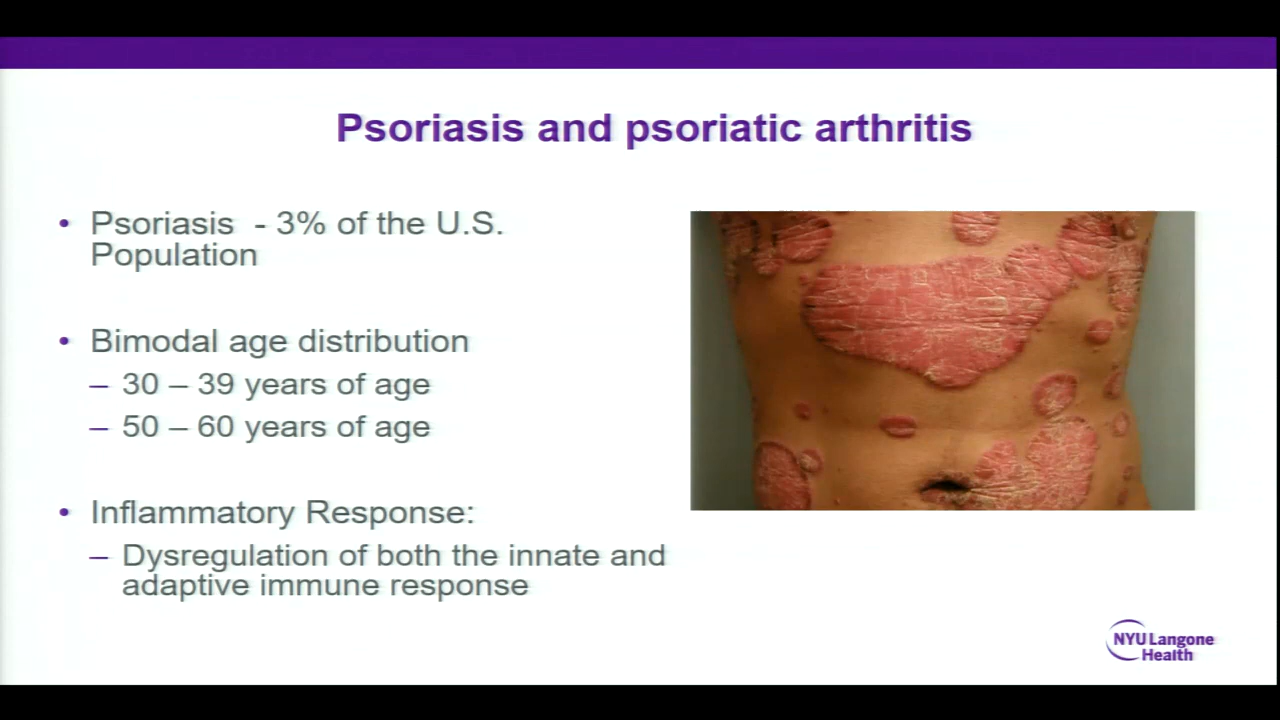 Psoriasis and psoriatic arthritis
• Psoriasis - 3% of the U.S.
Population
• Bimodal age distribution
– 30 – 39 years of age
– 50 – 60 years of age
• Inflammatory Response:
– Dysregulation of both the innate and
adaptive immune response
NYU Langone
Health